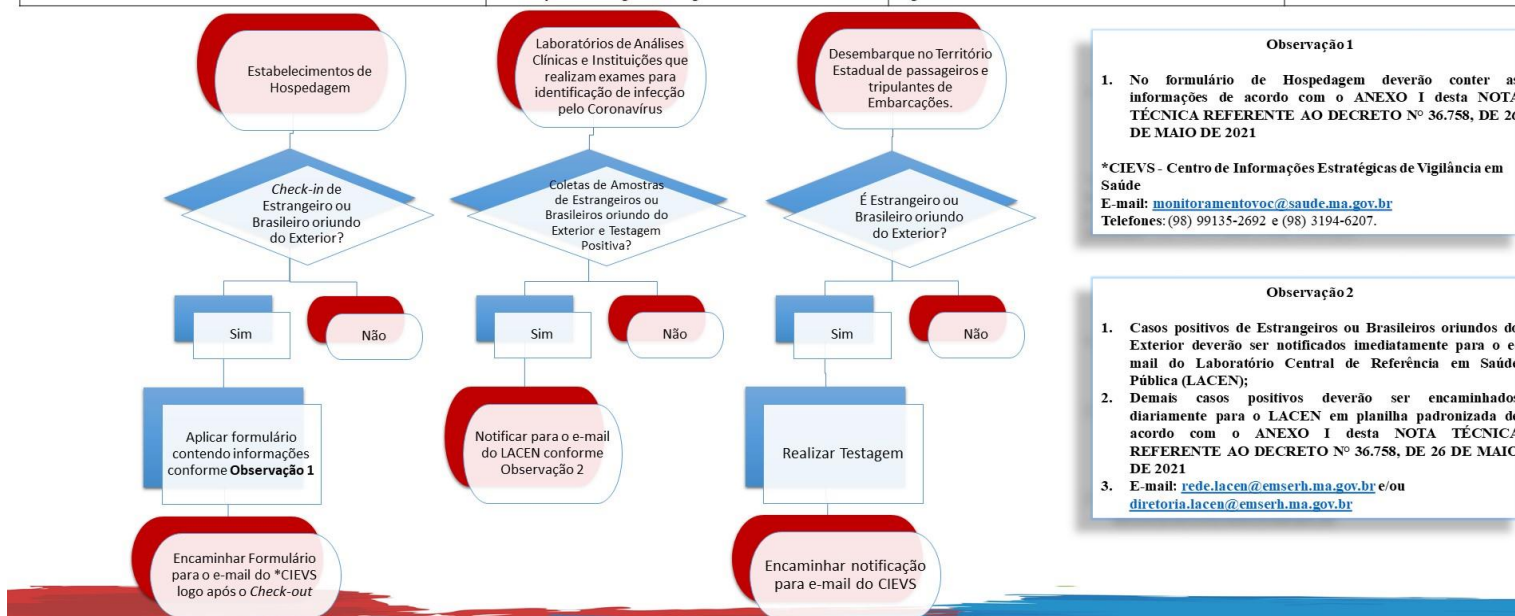 Estabelecimentos de
Hospedagem
Check-in de
Estrangeiro ou
Brasileiro oriundo
do Exterior?
Sim
Não
Aplicar formulário
contendo informações
conforme Observação 1
Encaminhar Formulário
para o e-mail do *CIEVS
logo após o Check-out
Laboratórios de Análises
Clínicas e Instituições que
realizam exames para
identificação de infecção
pelo Coronavírus
Coletas de Amostras
de Estrangeiros ou
Brasileiros oriundo do
Exterior e Testagem
Positiva?
Sim
Não
Notificar para o e-mail
do LACEN conforme
Observação 2
Desembarque no Território
Estadual de passageiros e
tripulantes de
Embarcações.
É Estrangeiro ou
Brasileiro oriundo
do Exterior?
Sim
Não
Realizar Testagem
Encaminhar notificação
para e-mail do CIEVS
Observação 1
1. No formulário de Hospedagem deverão conter as
informações de acordo com o ANEXO I desta NOTA
TÉCNICA REFERENTE AO DECRETO Nº 36.758, DE 26
DE MAIO DE 2021
*CIEVS - Centro de Informações Estratégicas de Vigilância em
Saúde
E-mail: monitoramentovoc@saude.ma.gov.br
Telefones: (98) 99135-2692 e (98) 3194-6207.
Observação 2
1. Casos positivos de Estrangeiros ou Brasileiros oriundos do
Exterior deverão ser notificados imediatamente para o e-
mail do Laboratório Central de Referência em Saúde
Pública (LACEN);
2. Demais casos positivos deverão ser encaminhados
diariamente para o LACEN em planilha padronizada de
acordo com o ANEXO I desta NOTA TÉCNICA
REFERENTE AO DECRETO Nº 36.758, DE 26 DE MAIO
DE 2021
3. E-mail: rede.lacen@emserh.ma.gov.br e/ou
diretoria.lacen@emserh.ma.gov.br